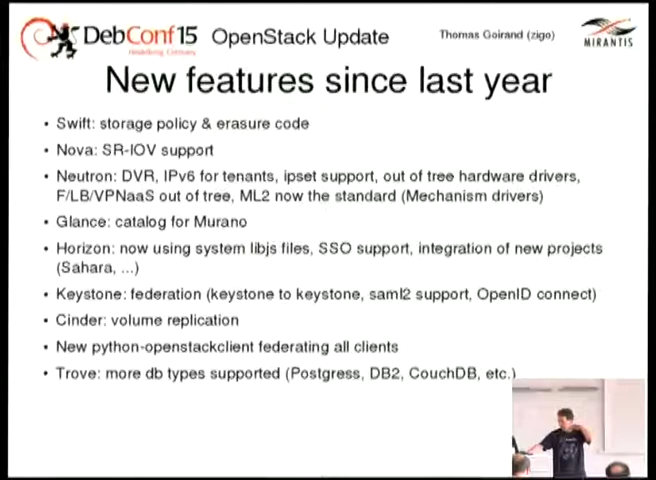 DebConf15 OpenStack Update Thomas Goirand (zigo)
Heidelberg, Germany
MIRANTIS
New features since last year
• Swift: storage policy & erasure code
• Nova: SR-IOV support
• Neutron: DVR, IPv6 for tenants, ipset support, out of tree hardware drivers,
F/LB/VPNaaS out of tree, ML2 now the standard (Mechanism drivers)
• Glance: catalog for Murano
• Horizon: now using system libjs files, SSO support, integration of new projects
(Sahara, ...)
• Keystone: federation (keystone to keystone, saml2 support, OpenID connect)
• Cinder: volume replication
• New python-openstackclient federating all clients
• Trove: more db types supported (Postgress, DB2, CouchDB, etc.)